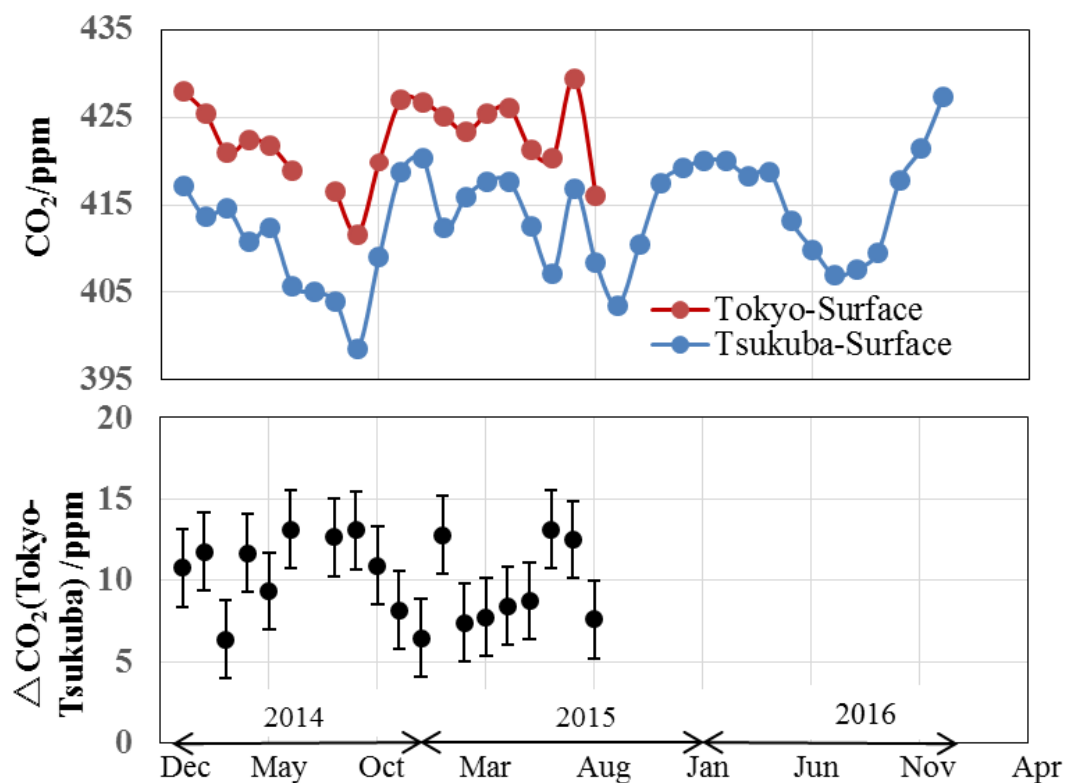 435
425
415
405
395
CO₂/ppm
Tokyo-Surface
Tsukuba-Surface
20
15
10
5
0
△CO₂(Tokyo-
Tsukuba) /ppm
2014
2015
2016
Dec May Oct Mar Aug Jan Jun Nov Apr